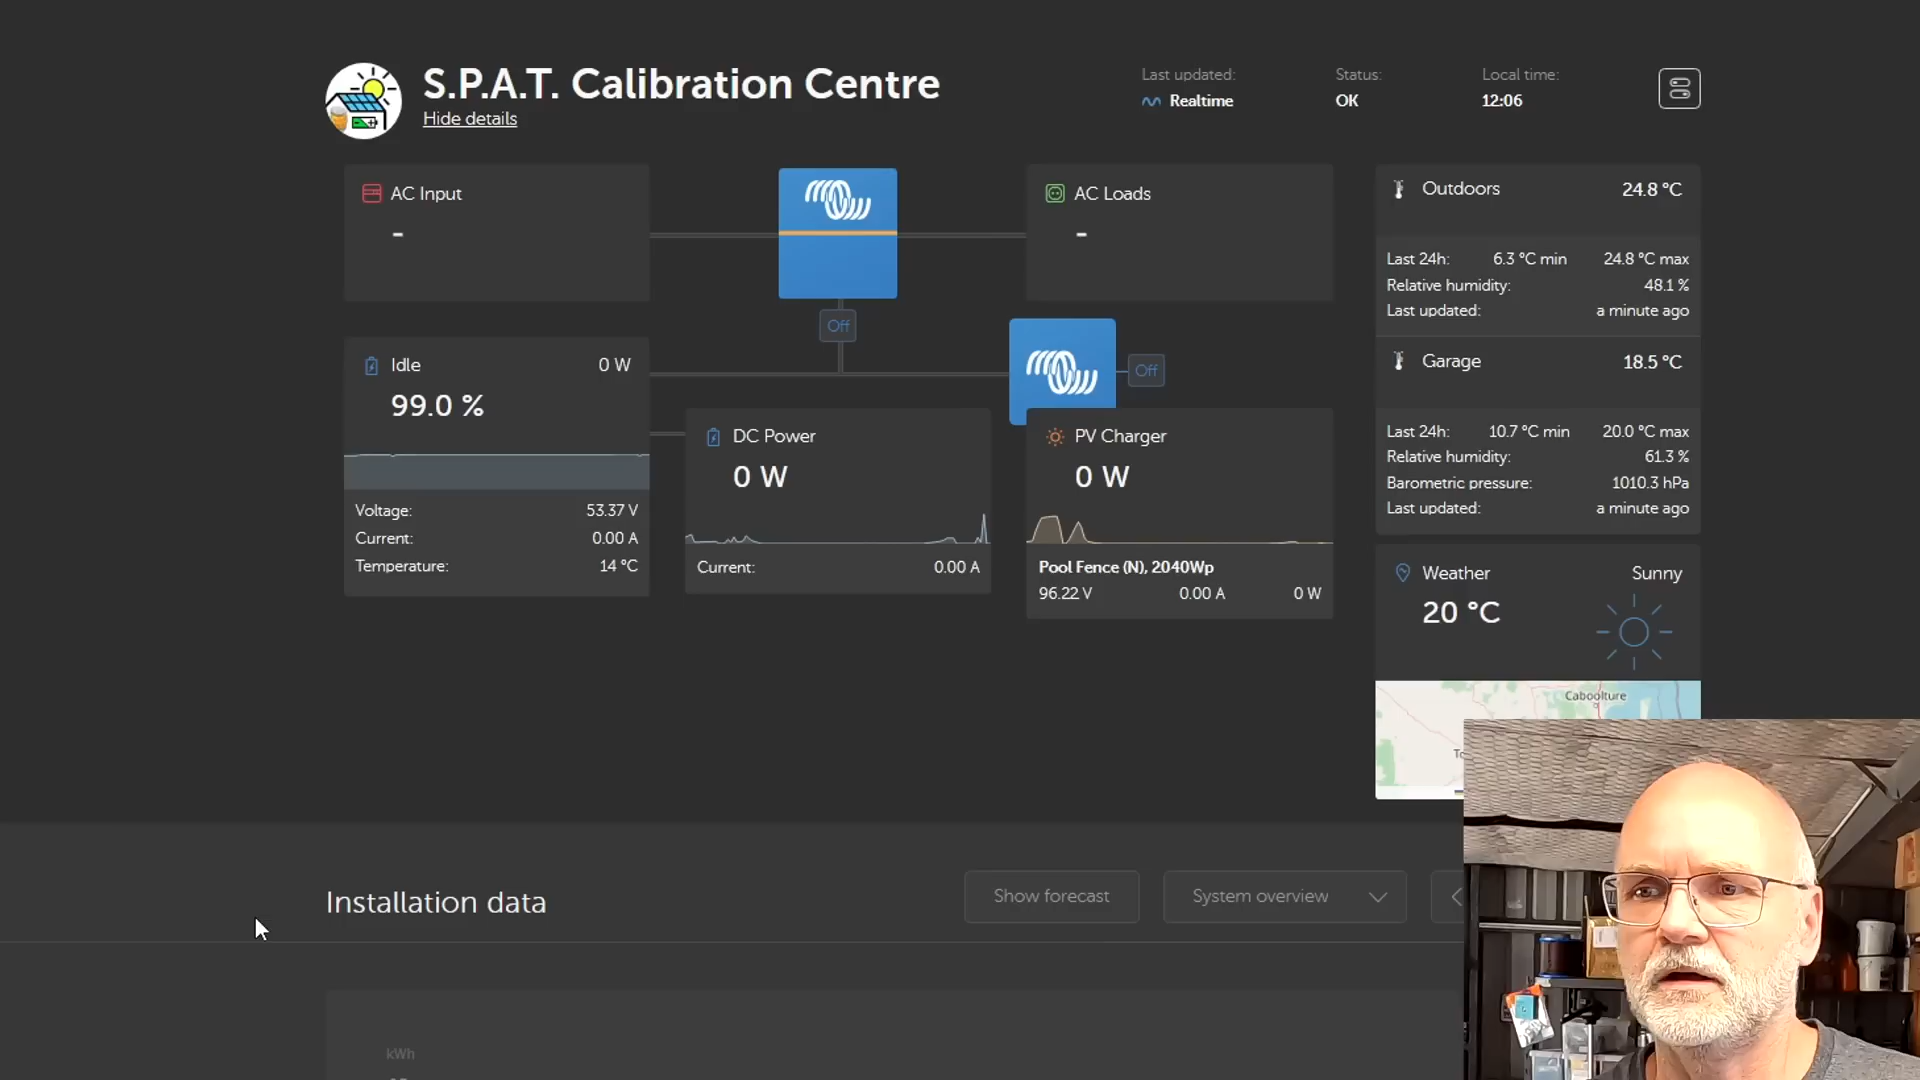 S.P.A.T. Calibration Centre
Hide details
Last updated:
Realtime
Status:
OK
Local time:
12:06
AC Input
-
AC Loads
-
Off
Idle
0 W
99.0 %
Voltage: 53.37 V
Current: 0.00 A
Temperature: 14 °C
DC Power
0 W
Current: 0.00 A
Off
PV Charger
0 W
Pool Fence (N), 2040Wp
96.22 V 0.00 A 0 W
Outdoors 24.8 °C
Last 24h: 6.3 °C min 24.8 °C max
Relative humidity: 48.1 %
Last updated: a minute ago
Garage 18.5 °C
Last 24h: 10.7 °C min 20.0 °C max
Relative humidity: 61.3 %
Barometric pressure: 1010.3 hPa
Last updated: a minute ago
Weather Sunny
20 °C
Caboolture
Installation data
Show forecast
System overview
kWh